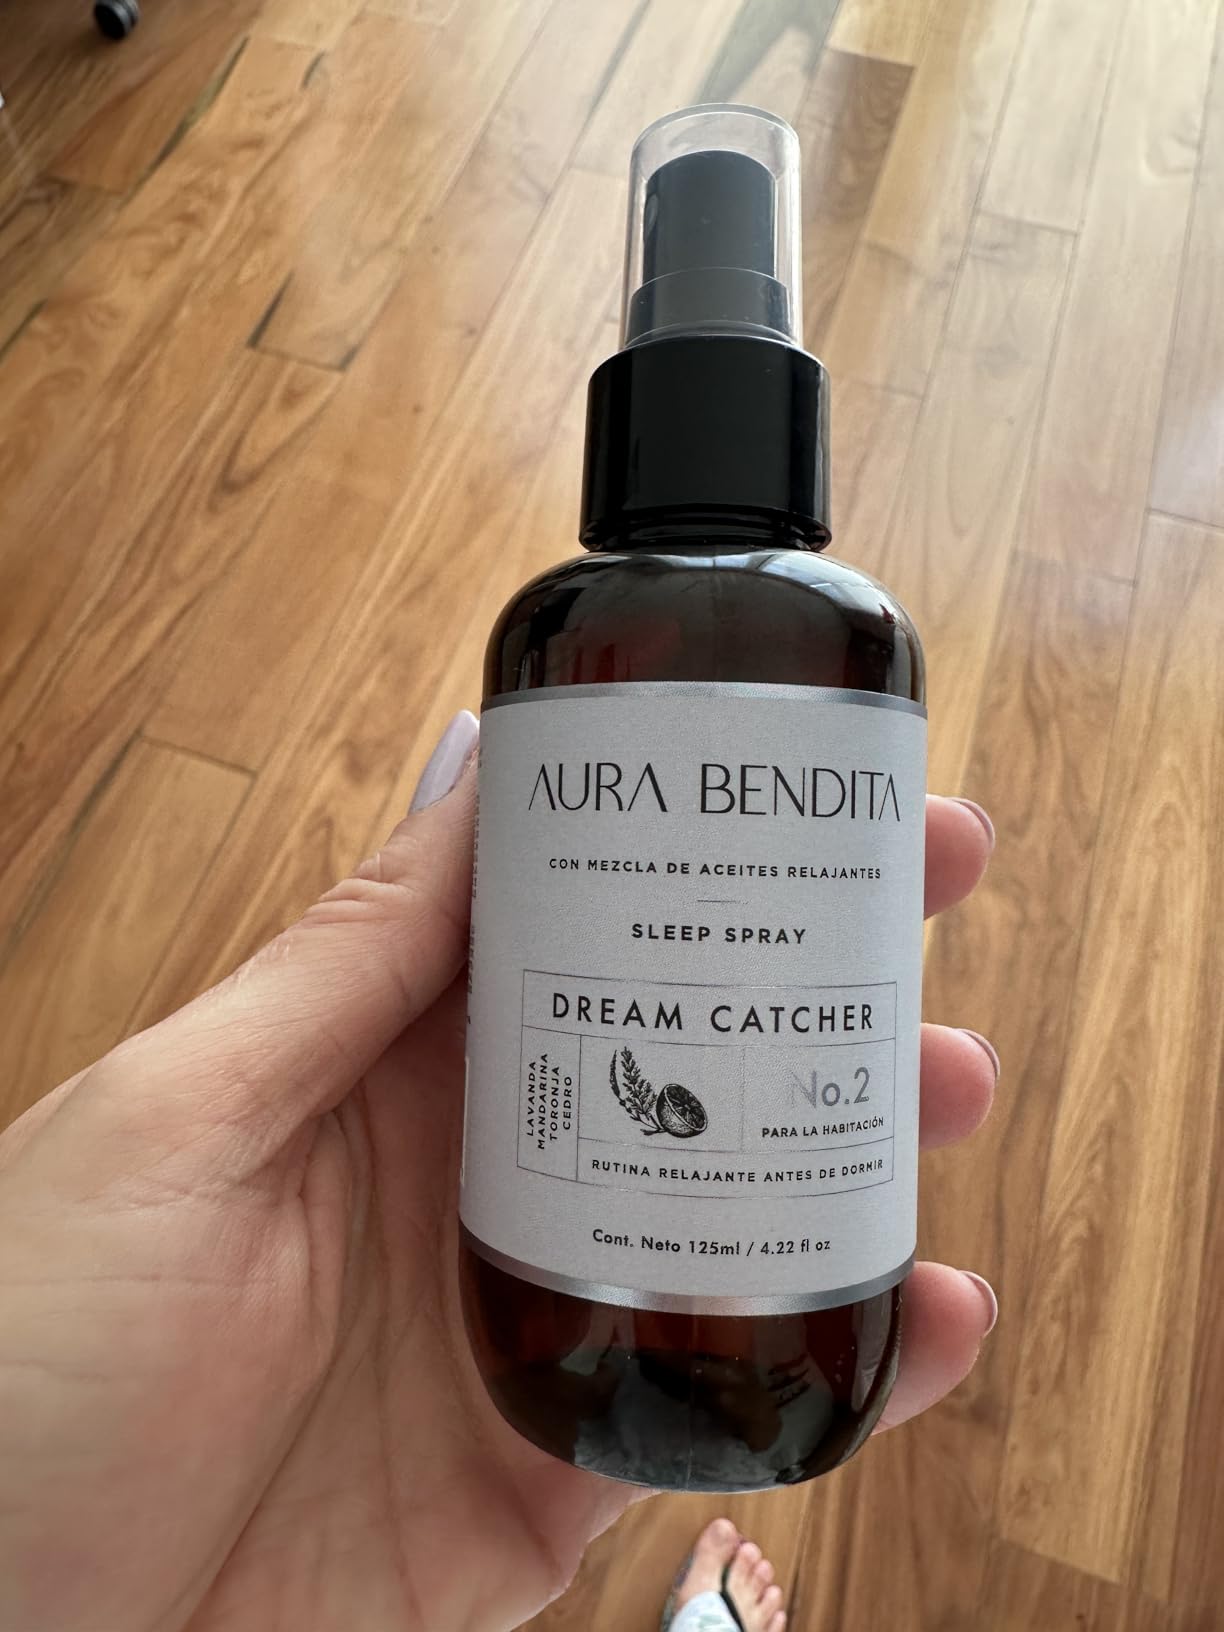 AURA BENDITA
CON MEZCLA DE ACEITES RELAJANTES
SLEEP SPRAY
DREAM CATCHER
LAVANDA
MANDARINA
TORONJA
CEDRO
No.2
PARA LA HABITACIÓN
RUTINA RELAJANTE ANTES DE DORMIR
Cont. Neto 125ml / 4.22 fl oz